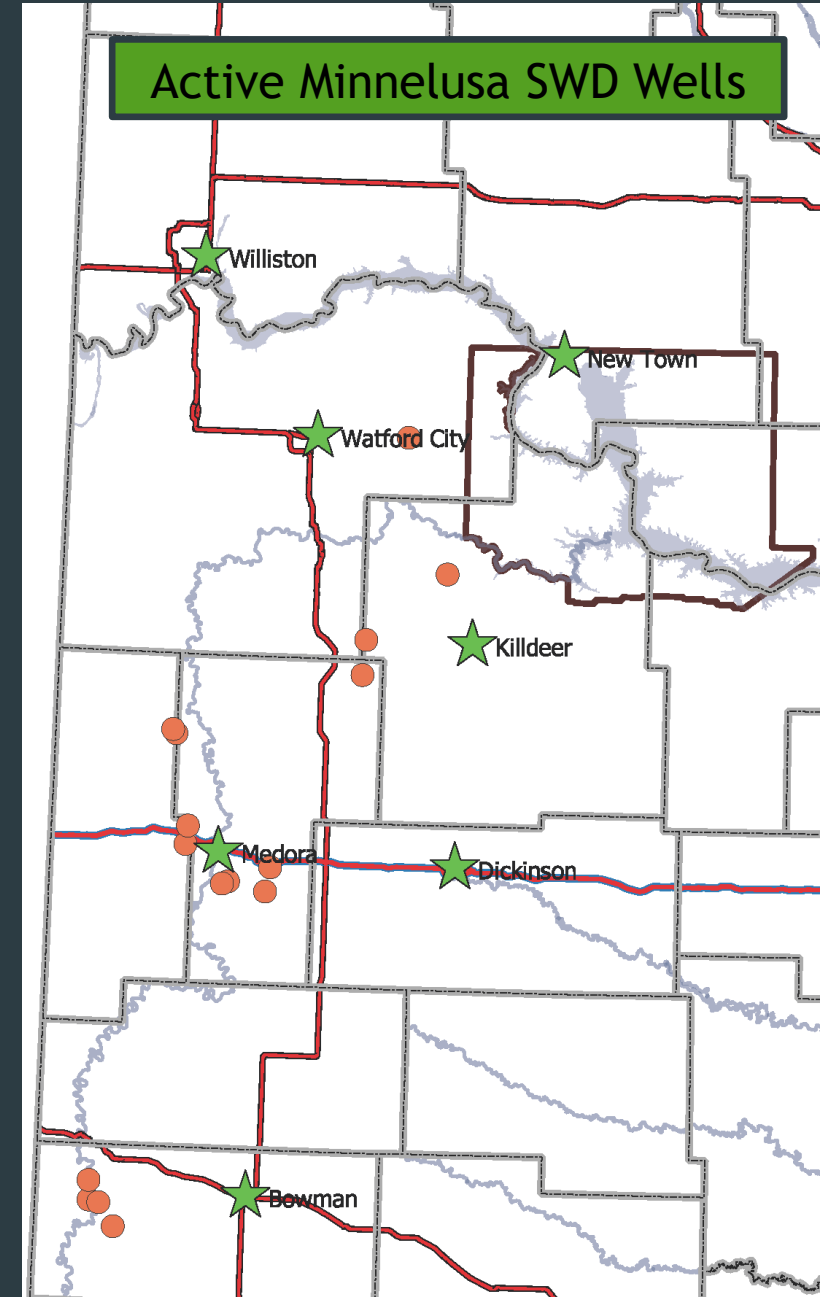 Active Minnelusa SWD Wells
Williston
New Town
Watford City
Killdeer
Medora
Dickinson
Bowman